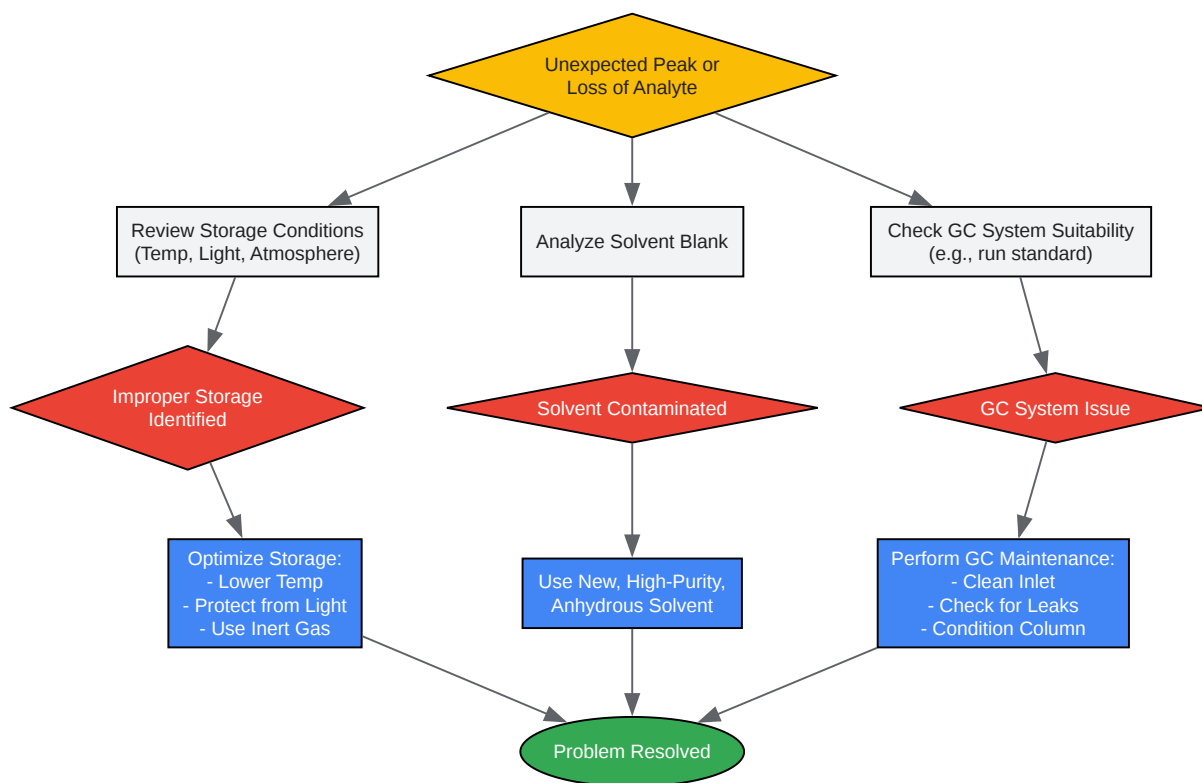 Unexpected Peak or
Loss of Analyte
Review Storage Conditions
(Temp, Light, Atmosphere)
Analyze Solvent Blank
Check GC System Suitability
(e.g., run standard)
Improper Storage
Identified
Solvent Contaminated
GC System Issue
Optimize Storage:
- Lower Temp
- Protect from Light
- Use Inert Gas
Use New, High-Purity,
Anhydrous Solvent
Perform GC Maintenance:
- Clean Inlet
- Check for Leaks
- Condition Column
Problem Resolved